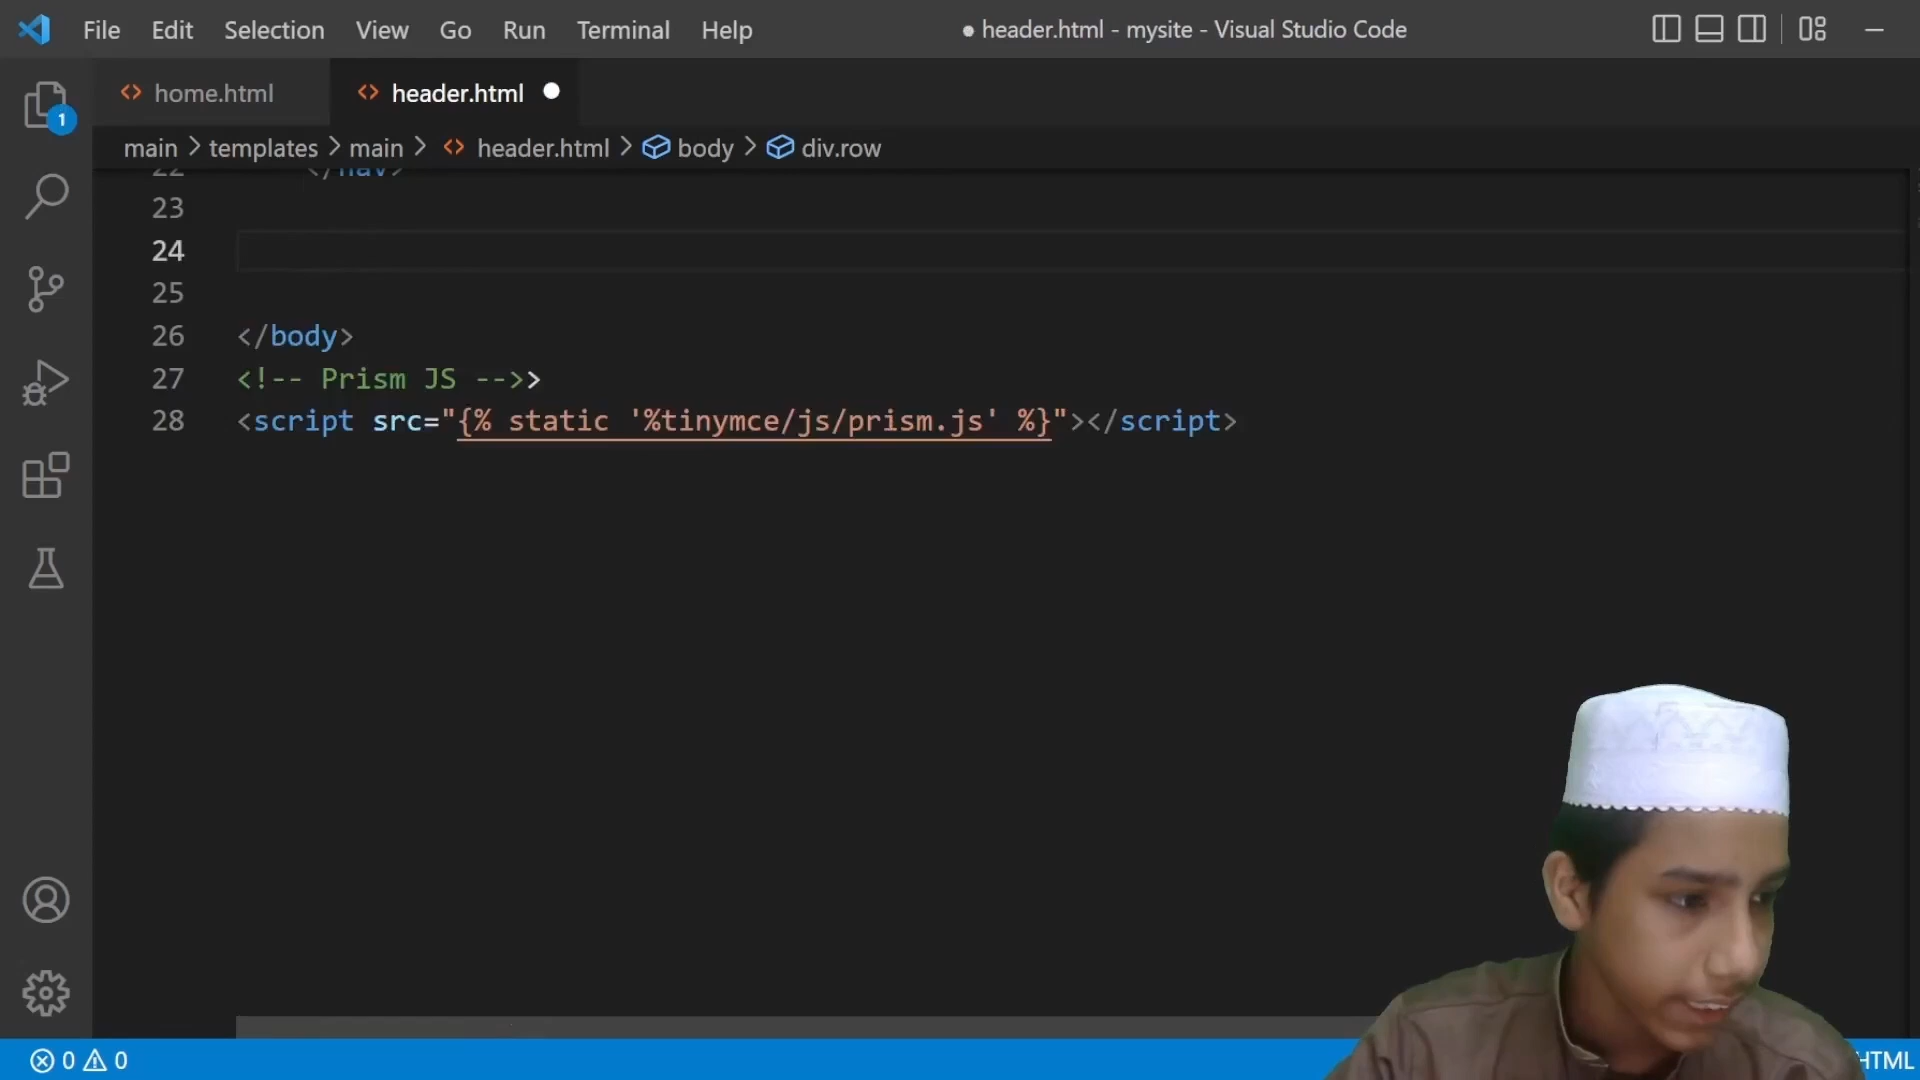 File Edit Selection View Go Run Terminal Help
● header.html - mysite - Visual Studio Code
home.html
header.html
main > templates > main > header.html > body > div.row
22 </nav>
23
24
25
26 </body>
27 <!-- Prism JS -->>
28 <script src="{% static '%tinymce/js/prism.js' %}"></script>
1
0 0
HTML